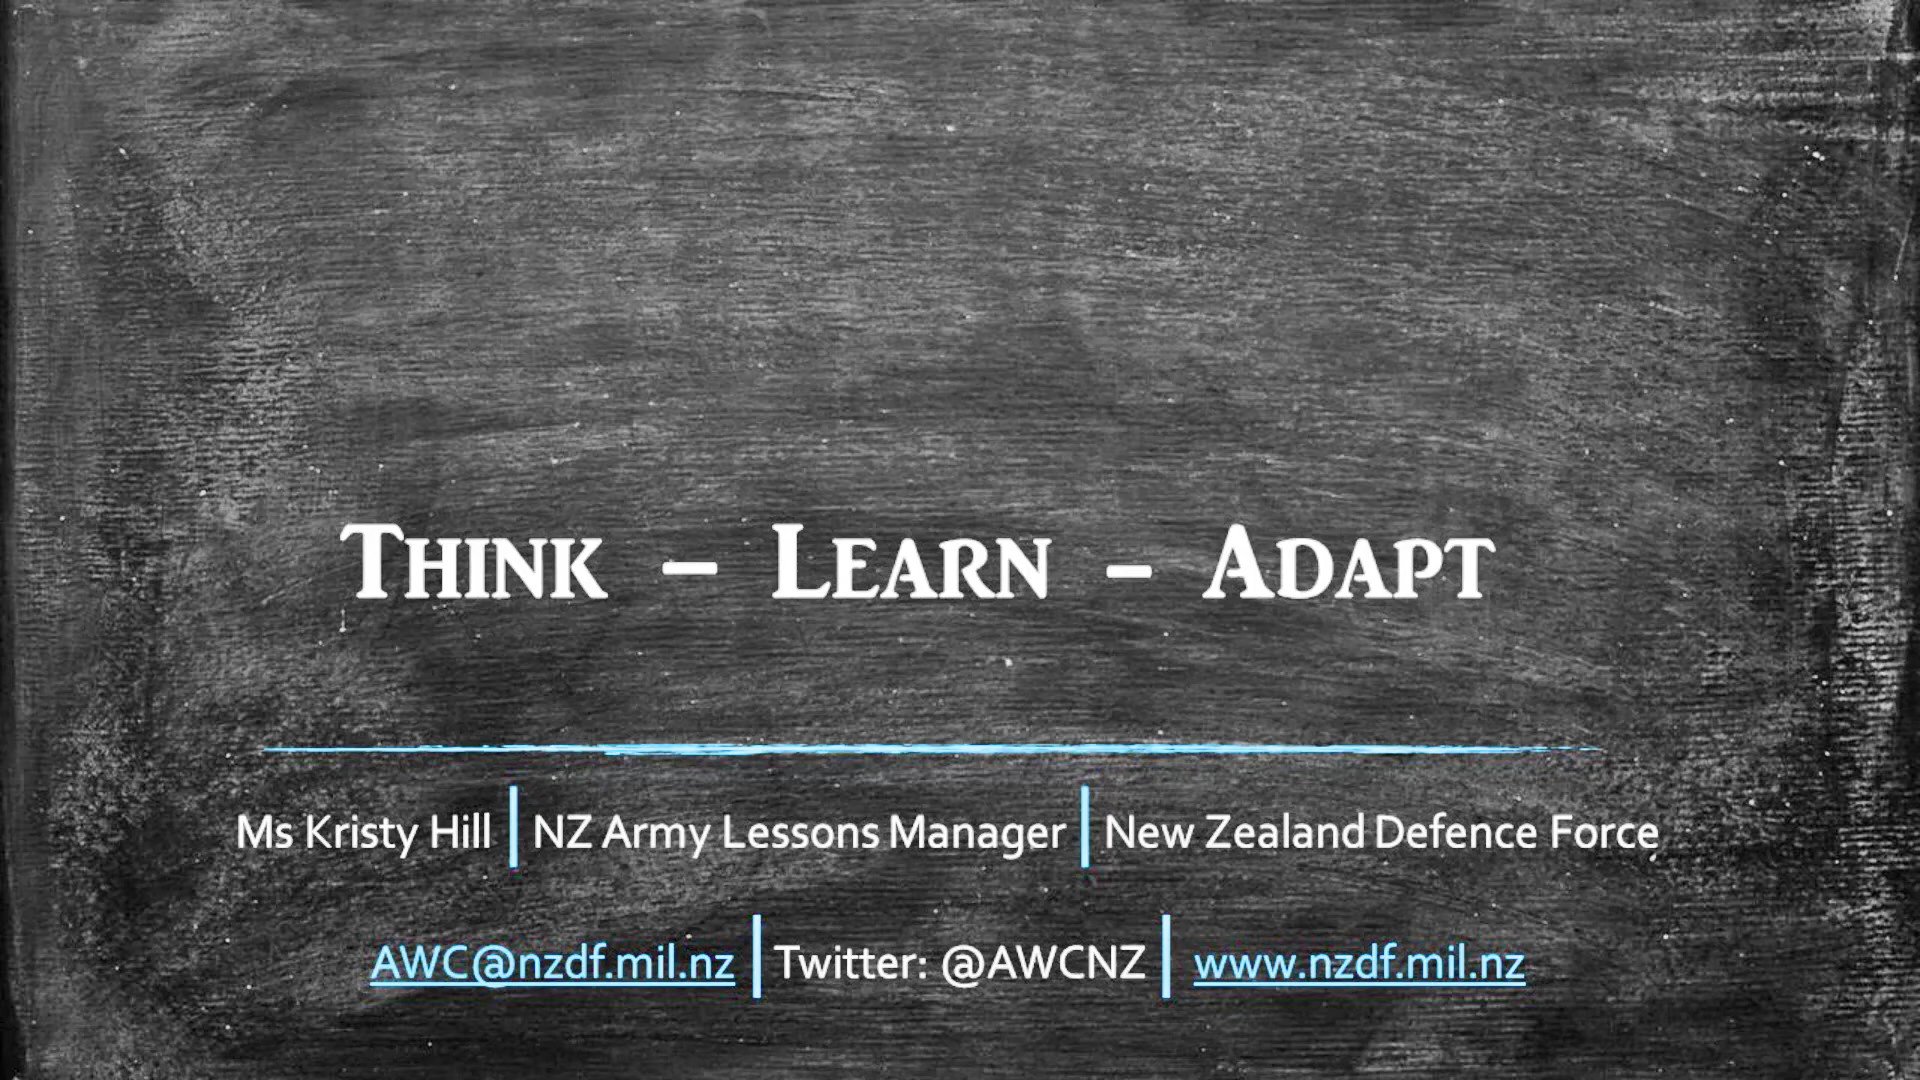 Think – Learn – Adapt
Ms Kristy Hill | NZ Army Lessons Manager | New Zealand Defence Force
AWC@nzdf.mil.nz | Twitter: @AWCNZ | www.nzdf.mil.nz